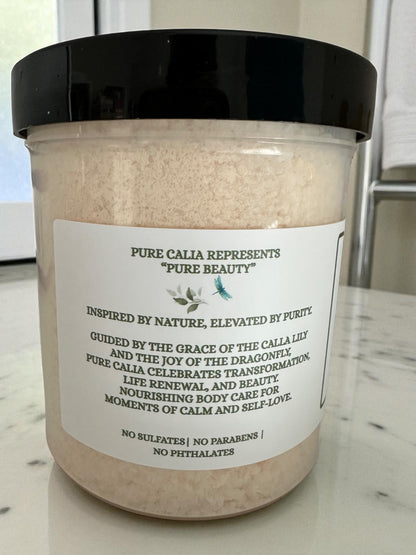 PURE CALIA REPRESENTS
“PURE BEAUTY”
INSPIRED BY NATURE, ELEVATED BY PURITY.
GUIDED BY THE GRACE OF THE CALLA LILY
AND THE JOY OF THE DRAGONFLY,
PURE CALIA CELEBRATES TRANSFORMATION,
LIFE RENEWAL, AND BEAUTY.
NOURISHING BODY CARE FOR
MOMENTS OF CALM AND SELF-LOVE.
NO SULFATES| NO PARABENS |
NO PHTHALATES